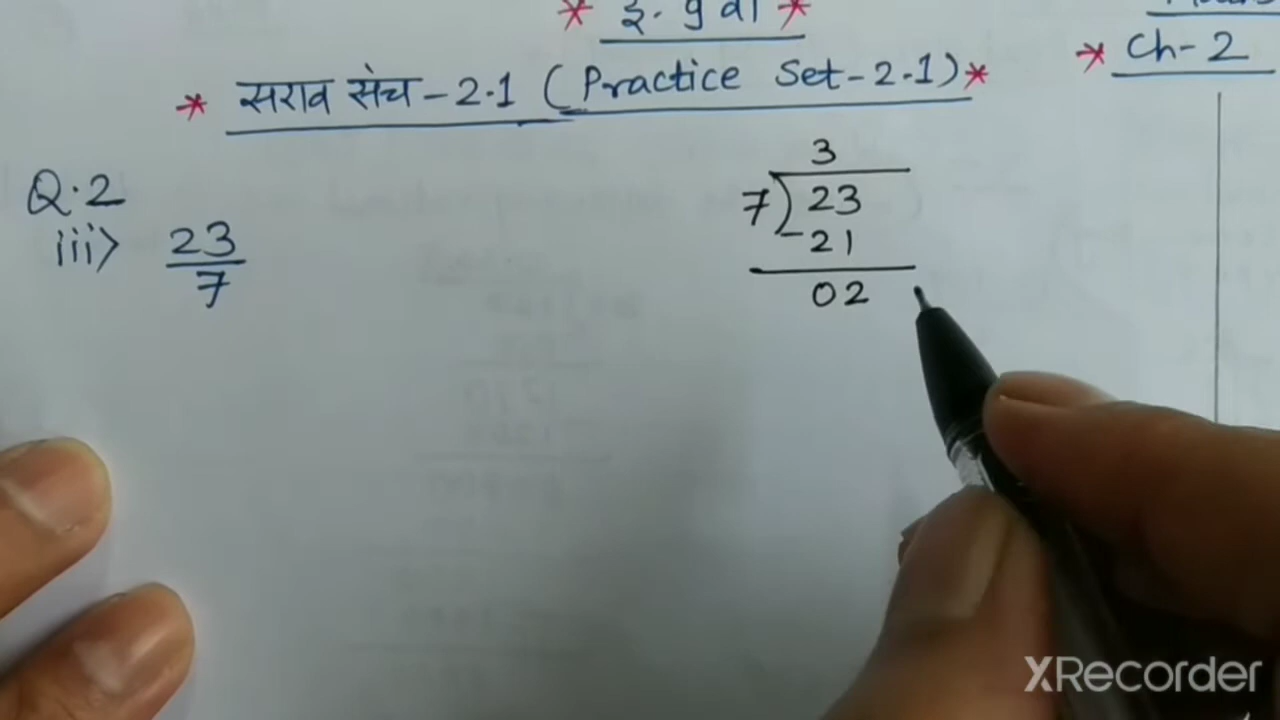 * इ. 9 वी *
Ch-2
* सराव संच - 2.1 (Practice Set - 2.1) *
Q.2
iii> 23/7
3
7)23
- 21
02
XRecorder